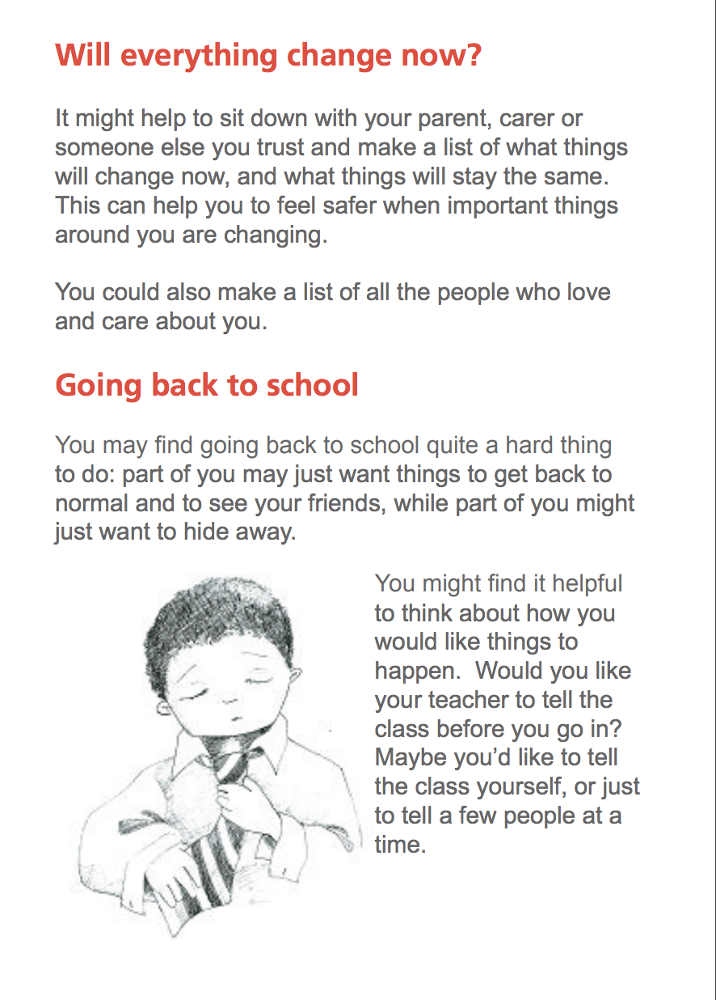 Will everything change now?
It might help to sit down with your parent, carer or
someone else you trust and make a list of what things
will change now, and what things will stay the same.
This can help you to feel safer when important things
around you are changing.
You could also make a list of all the people who love
and care about you.
Going back to school
You may find going back to school quite a hard thing
to do: part of you may just want things to get back to
normal and to see your friends, while part of you might
just want to hide away.
You might find it helpful
to think about how you
would like things to
happen.  Would you like
your teacher to tell the
class before you go in?
Maybe you’d like to tell
the class yourself, or just
to tell a few people at a
time.